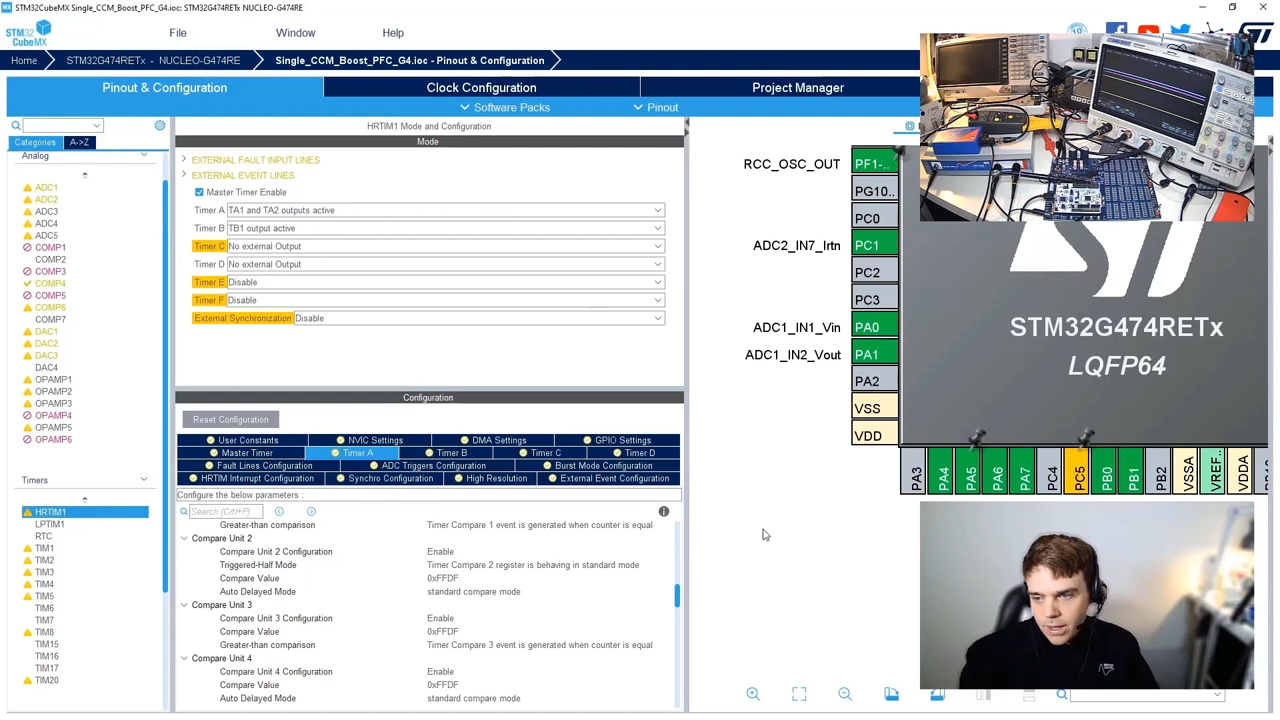 STM32CubeMX Single_CCM_Boost_PFC_G4.ioc: STM32G474RETx NUCLEO-G474RE
STM32
CubeMX
File
Window
Help
Home
STM32G474RETx - NUCLEO-G474RE
Single_CCM_Boost_PFC_G4.ioc - Pinout & Configuration
Pinout & Configuration
Clock Configuration
Project Manager
Software Packs
Pinout
Categories
A->Z
Analog
ADC1
ADC2
ADC3
ADC4
ADC5
COMP1
COMP2
COMP3
COMP4
COMP5
COMP6
COMP7
DAC1
DAC2
DAC3
DAC4
OPAMP1
OPAMP2
OPAMP3
OPAMP4
OPAMP5
OPAMP6
Timers
HRTIM1
LPTIM1
RTC
TIM1
TIM2
TIM3
TIM4
TIM5
TIM6
TIM7
TIM8
TIM15
TIM16
TIM17
TIM20
HRTIM1 Mode and Configuration
Mode
EXTERNAL FAULT INPUT LINES
EXTERNAL EVENT LINES
Master Timer Enable
Timer A TA1 and TA2 outputs active
Timer B TB1 output active
Timer C No external Output
Timer D No external Output
Timer E Disable
Timer F Disable
External Synchronization Disable
Configuration
Reset Configuration
User Constants
NVIC Settings
DMA Settings
GPIO Settings
Master Timer
Timer A
Timer B
Timer C
Timer D
Fault Lines Configuration
ADC Triggers Configuration
Burst Mode Configuration
HRTIM Interrupt Configuration
Synchro Configuration
High Resolution
External Event Configuration
Configure the below parameters :
Search (Crtl+F)
Greater-than comparison Timer Compare 1 event is generated when counter is equal
Compare Unit 2
Compare Unit 2 Configuration Enable
Triggered-Half Mode Timer Compare 2 register is behaving in standard mode
Compare Value 0xFFDF
Auto Delayed Mode standard compare mode
Compare Unit 3
Compare Unit 3 Configuration Enable
Compare Value 0xFFDF
Greater-than comparison Timer Compare 3 event is generated when counter is equal
Compare Unit 4
Compare Unit 4 Configuration Enable
Compare Value 0xFFDF
Auto Delayed Mode standard compare mode
RCC_OSC_OUT PF1-..
PG10..
PC0
ADC2_IN7_Irtn PC1
PC2
PC3
ADC1_IN1_Vin PA0
ADC1_IN2_Vout PA1
PA2
VSS
VDD
STM32G474RETx
LQFP64
PA3
PA4
PA5
PA6
PA7
PC4
PC5
PB0
PB1
PB2
VSSA
VREF..
VDDA